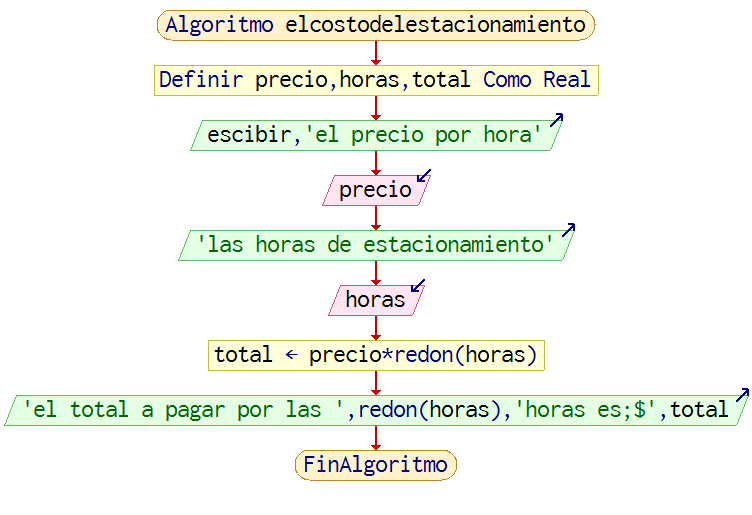 Algoritmo elcostodelestacionamiento
Definir precio,horas,total Como Real
escibir,'el precio por hora'
precio
'las horas de estacionamiento'
horas
total ← precio*redon(horas)
'el total a pagar por las ',redon(horas),'horas es;$',total
FinAlgoritmo